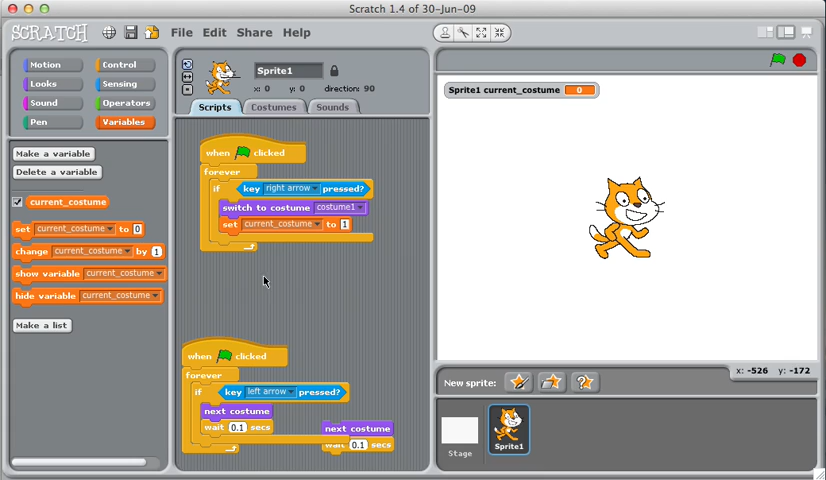 Scratch 1.4 of 30-Jun-09
SCRATCH File Edit Share Help
Motion Control
Looks Sensing
Sound Operators
Pen Variables
Make a variable
Delete a variable
current_costume
set current_costume to 0
change current_costume by 1
show variable current_costume
hide variable current_costume
Make a list
Sprite1
x: 0 y: 0 direction: 90
Scripts Costumes Sounds
when clicked
forever
if key right arrow pressed?
switch to costume costume1
set current_costume to 1
when clicked
forever
if key left arrow pressed?
next costume
wait 0.1 secs
next costume
wait 0.1 secs
Sprite1 current_costume 0
x: -526 y: -172
New sprite:
Stage
Sprite1